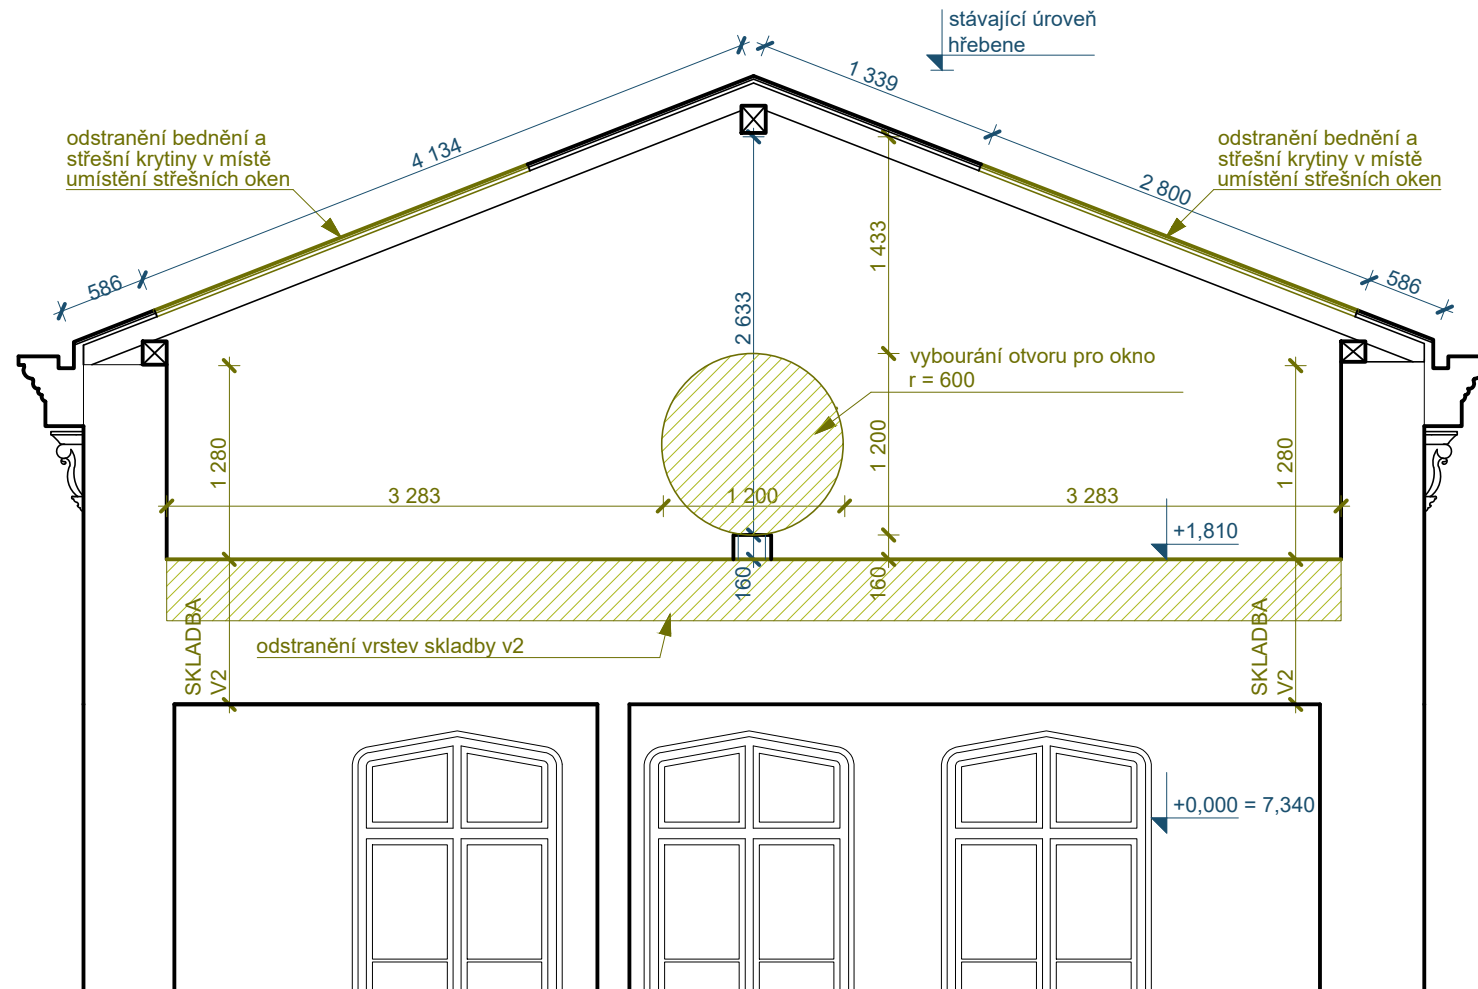 stávající úroveň
hřebene
1 339
4 134
odstranění bednění a
střešní krytiny v místě
umístění střešních oken
odstranění bednění a
střešní krytiny v místě
umístění střešních oken
2 800
586
586
1 433
2 633
vybourání otvoru pro okno
r = 600
1 280
1 200
1 280
3 283
1 200
3 283
+1,810
160
160
SKLADBA
V2
SKLADBA
V2
odstranění vrstev skladby v2
+0,000 = 7,340